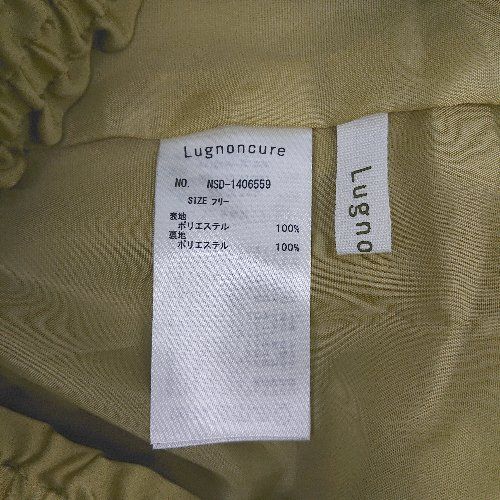 Lugnoncure
NO. NSD-1406559
SIZE フリー
表地
ポリエステル 100%
裏地
ポリエステル 100%
Lugno